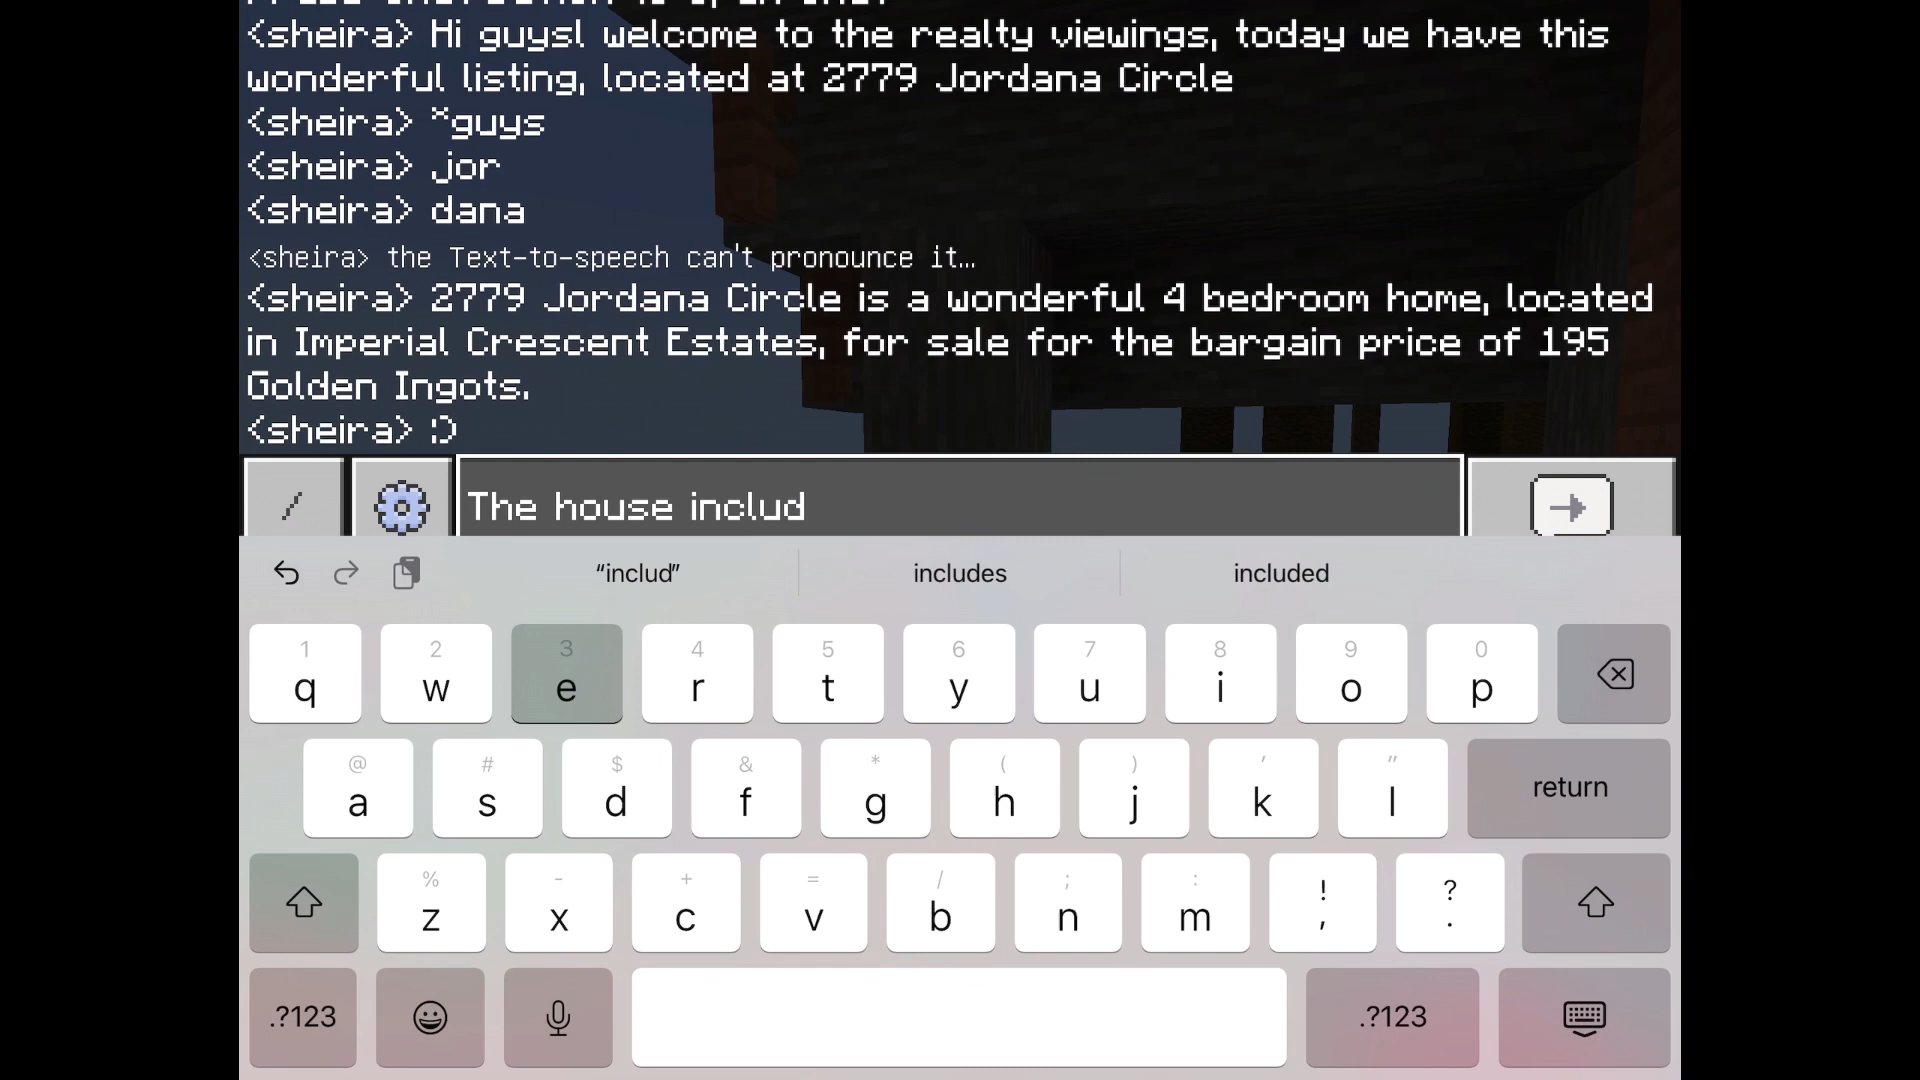 <sheira> Hi guysl welcome to the realty viewings, today we have this
wonderful listing, located at 2779 Jordana Circle
<sheira> *guys
<sheira> jor
<sheira> dana
<sheira> the Text-to-speech can't pronounce it...
<sheira> 2779 Jordana Circle is a wonderful 4 bedroom home, located
in Imperial Crescent Estates, for sale for the bargain price of 195
Golden Ingots.
<sheira> :)
/ The house includ
“includ” includes included
1 2 3 4 5 6 7 8 9 0
q w e r t y u i o p
@ # $ & * ( ) ' "
a s d f g h j k l return
% - + = / ; : ! ?
z x c v b n m , .
.?123 .?123